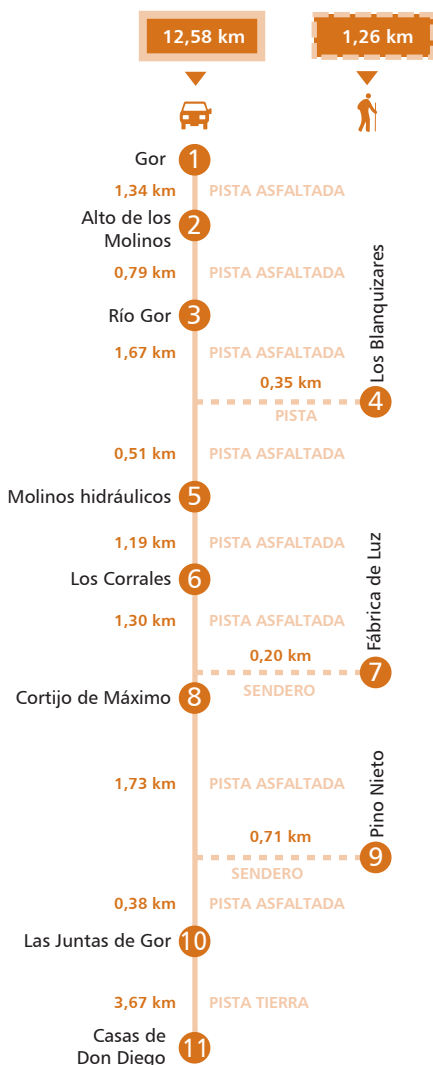 12,58 km
1,26 km
Gor
1
1,34 km PISTA ASFALTADA
Alto de los
Molinos
2
0,79 km PISTA ASFALTADA
Río Gor
3
1,67 km PISTA ASFALTADA
Los Blanquizares
0,35 km
4
PISTA
0,51 km PISTA ASFALTADA
Molinos hidráulicos
5
1,19 km PISTA ASFALTADA
Los Corrales
6
1,30 km PISTA ASFALTADA
Fábrica de Luz
0,20 km
7
SENDERO
Cortijo de Máximo
8
1,73 km PISTA ASFALTADA
Pino Nieto
0,71 km
9
SENDERO
0,38 km PISTA ASFALTADA
Las Juntas de Gor
10
3,67 km PISTA TIERRA
Casas de
Don Diego
11